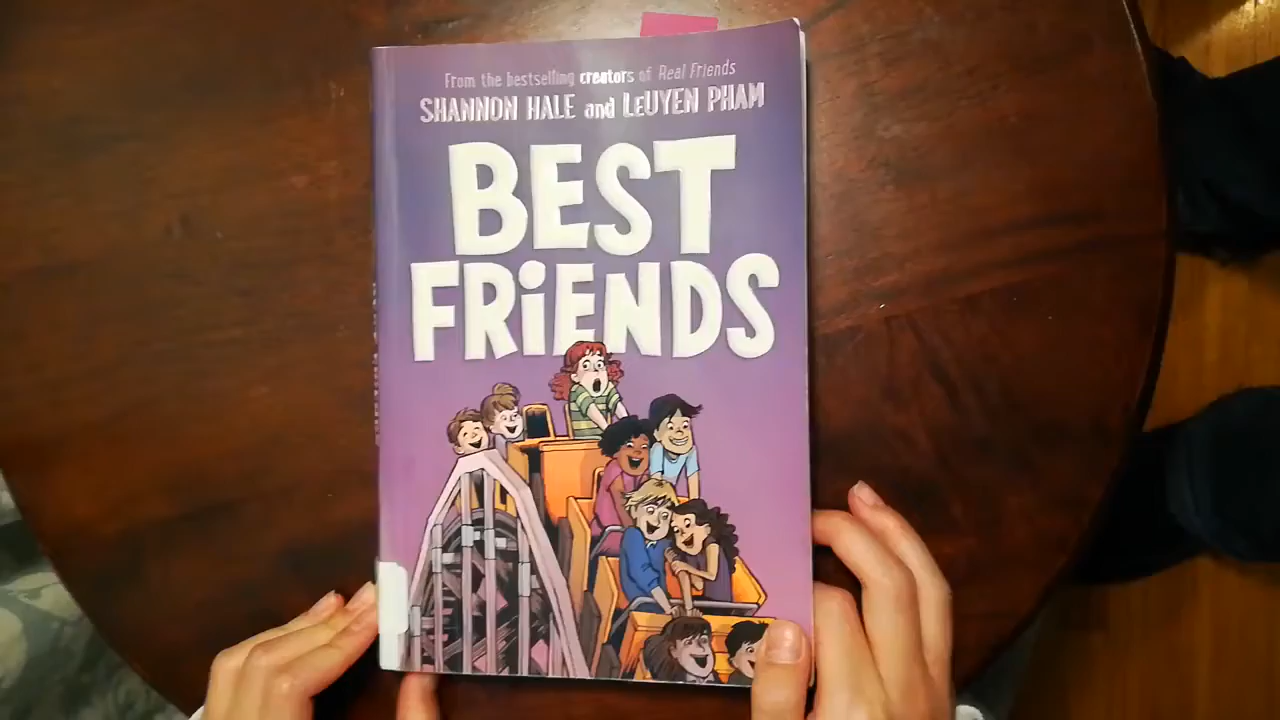 From the bestselling creators of Real Friends
SHANNON HALE and LeUYEN PHAM
BEST
FRiENDS